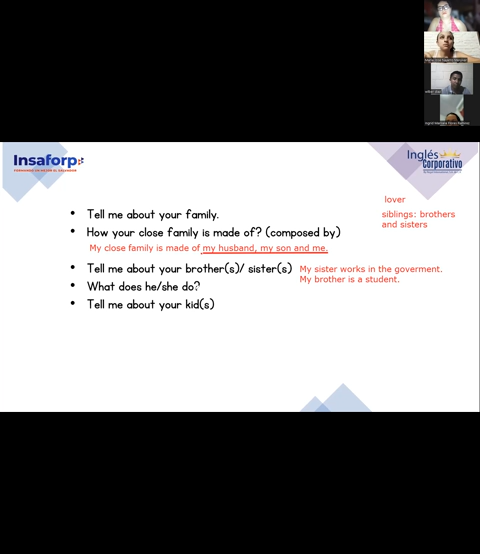 Insaforp
Inglés
Corporativo
lover
siblings: brothers
and sisters
• Tell me about your family.
• How your close family is made of? (composed by)
My close family is made of my husband, my son and me.
• Tell me about your brother(s)/ sister(s)
My sister works in the goverment.
My brother is a student.
• What does he/she do?
• Tell me about your kid(s)